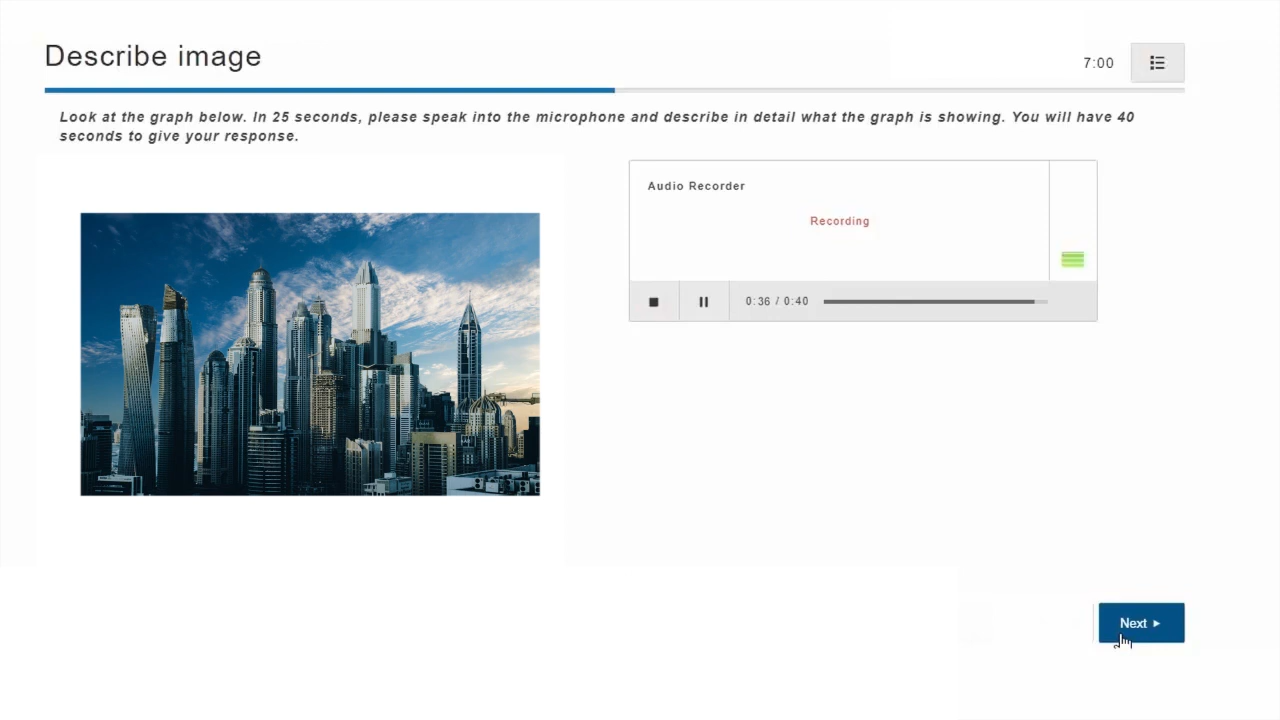 Describe image
7:00
Look at the graph below. In 25 seconds, please speak into the microphone and describe in detail what the graph is showing. You will have 40
seconds to give your response.
Audio Recorder
Recording
0:36 / 0:40
Next